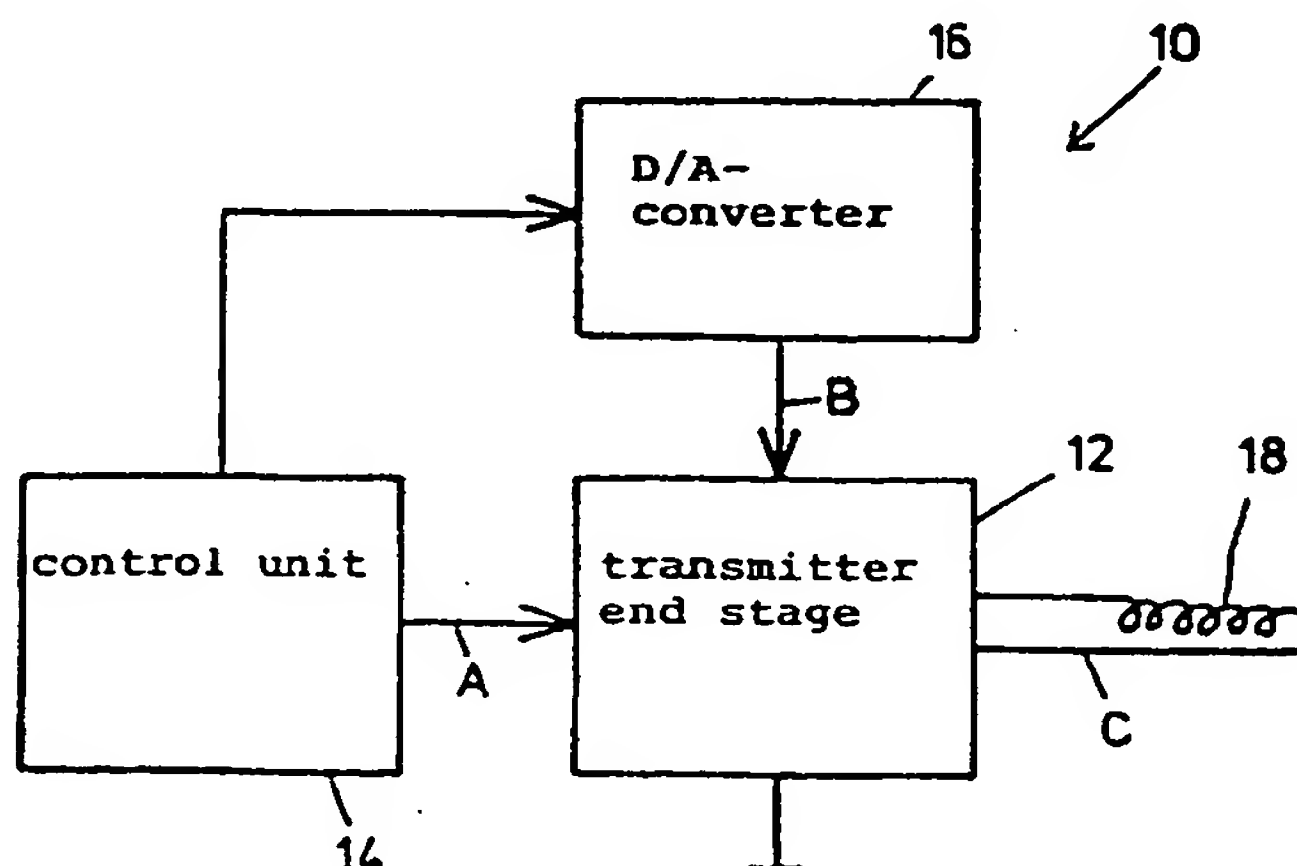 16
10
D/A-
converter
B
12
18
control unit
transmitter
end stage
A
C
14